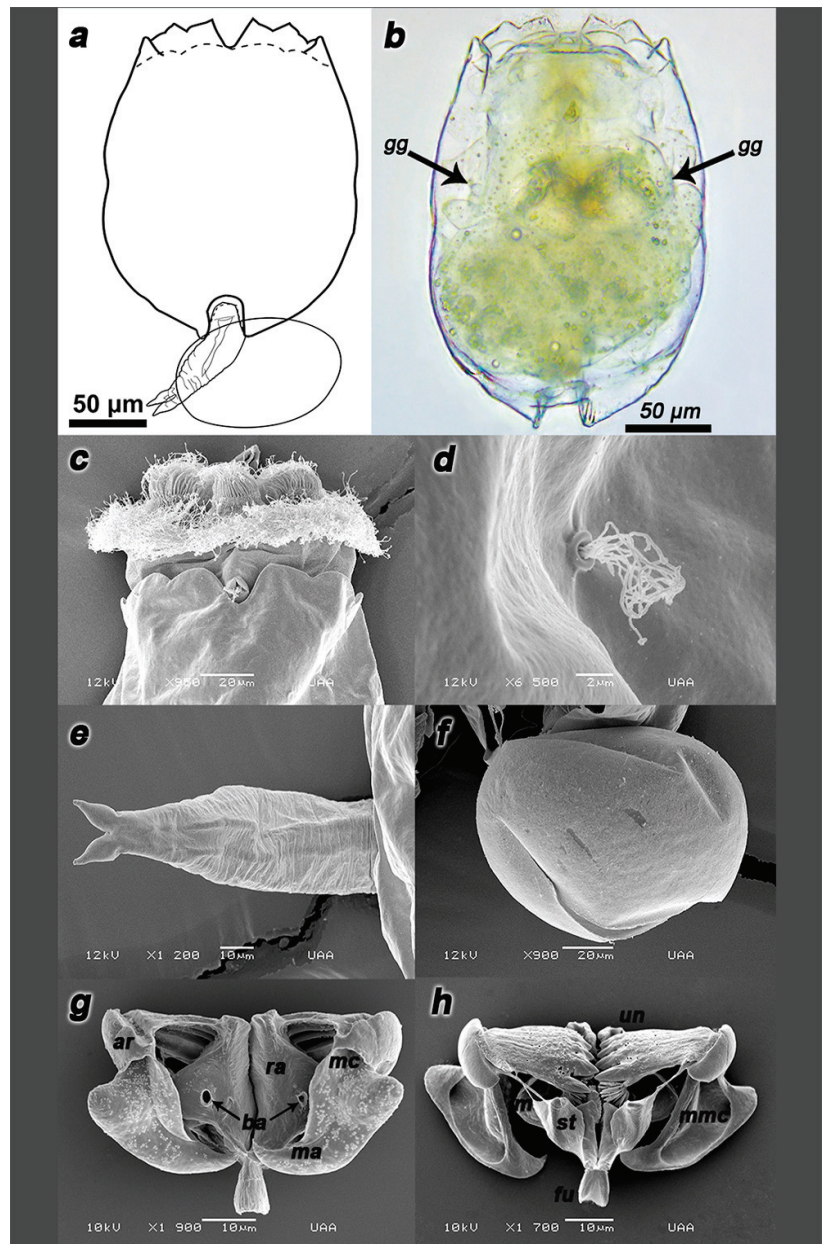 a
50 µm
b
gg
gg
50 µm
c
12kV X950 20µm UAA
d
12kV X6 500 2µm UAA
e
12kV X1 200 10µm UAA
f
12kV X900 20µm UAA
g
ar
ra
mc
ba
ma
10kV X1 900 10µm UAA
h
un
m
st
mmc
fu
10kV X1 700 10µm UAA